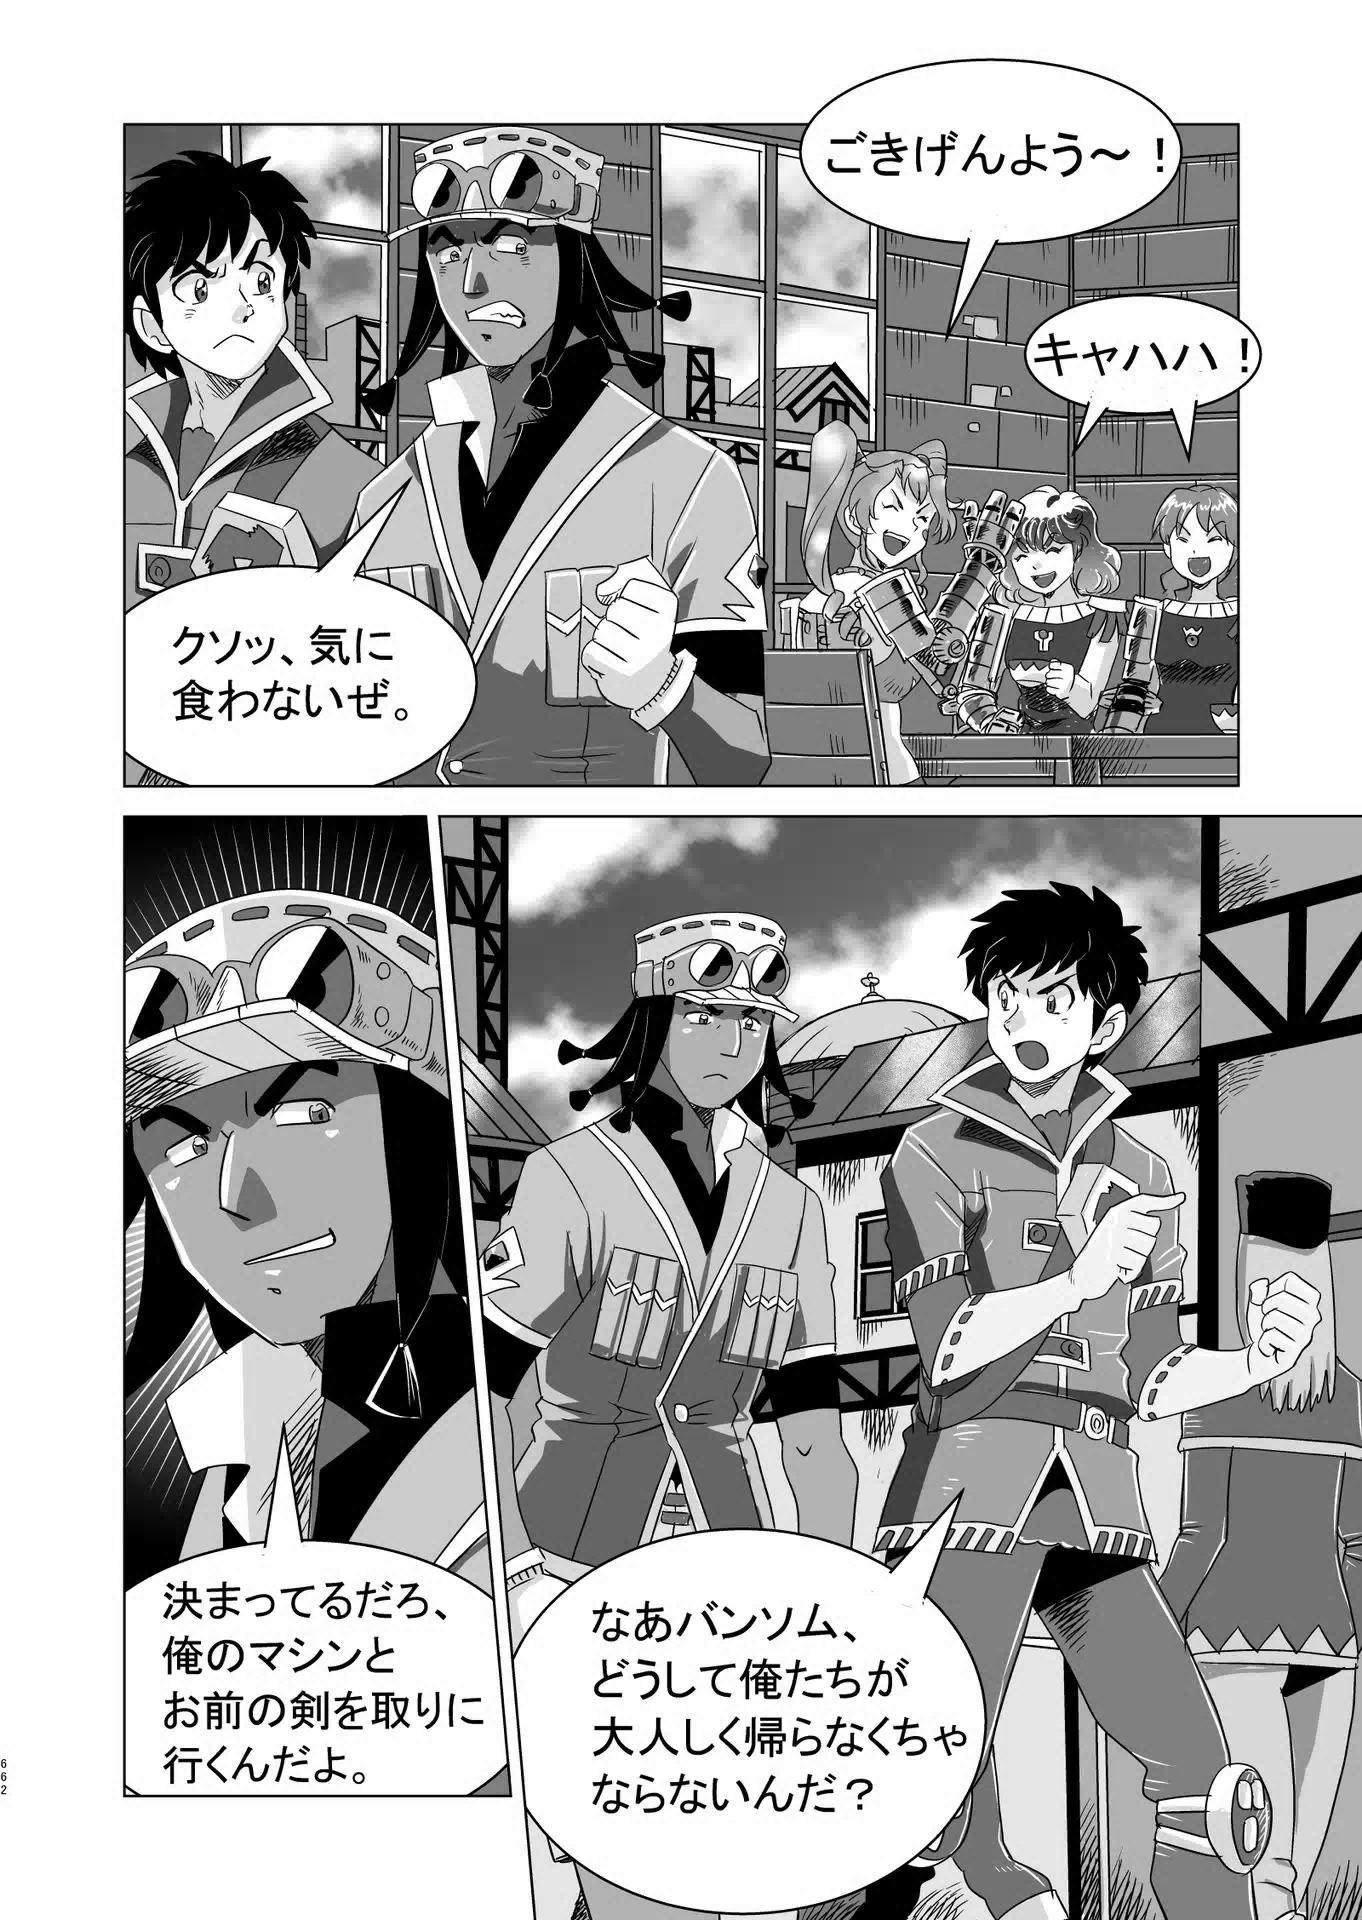 ごきげんよう～！
キャハハ！
クソッ、気に
食わないぜ。
なあバンソム、
どうして俺たちが
大人しく帰らなくちゃ
ならないんだ？
決まってるだろ、
俺のマシンと
お前の剣を取りに
行くんだよ。
662